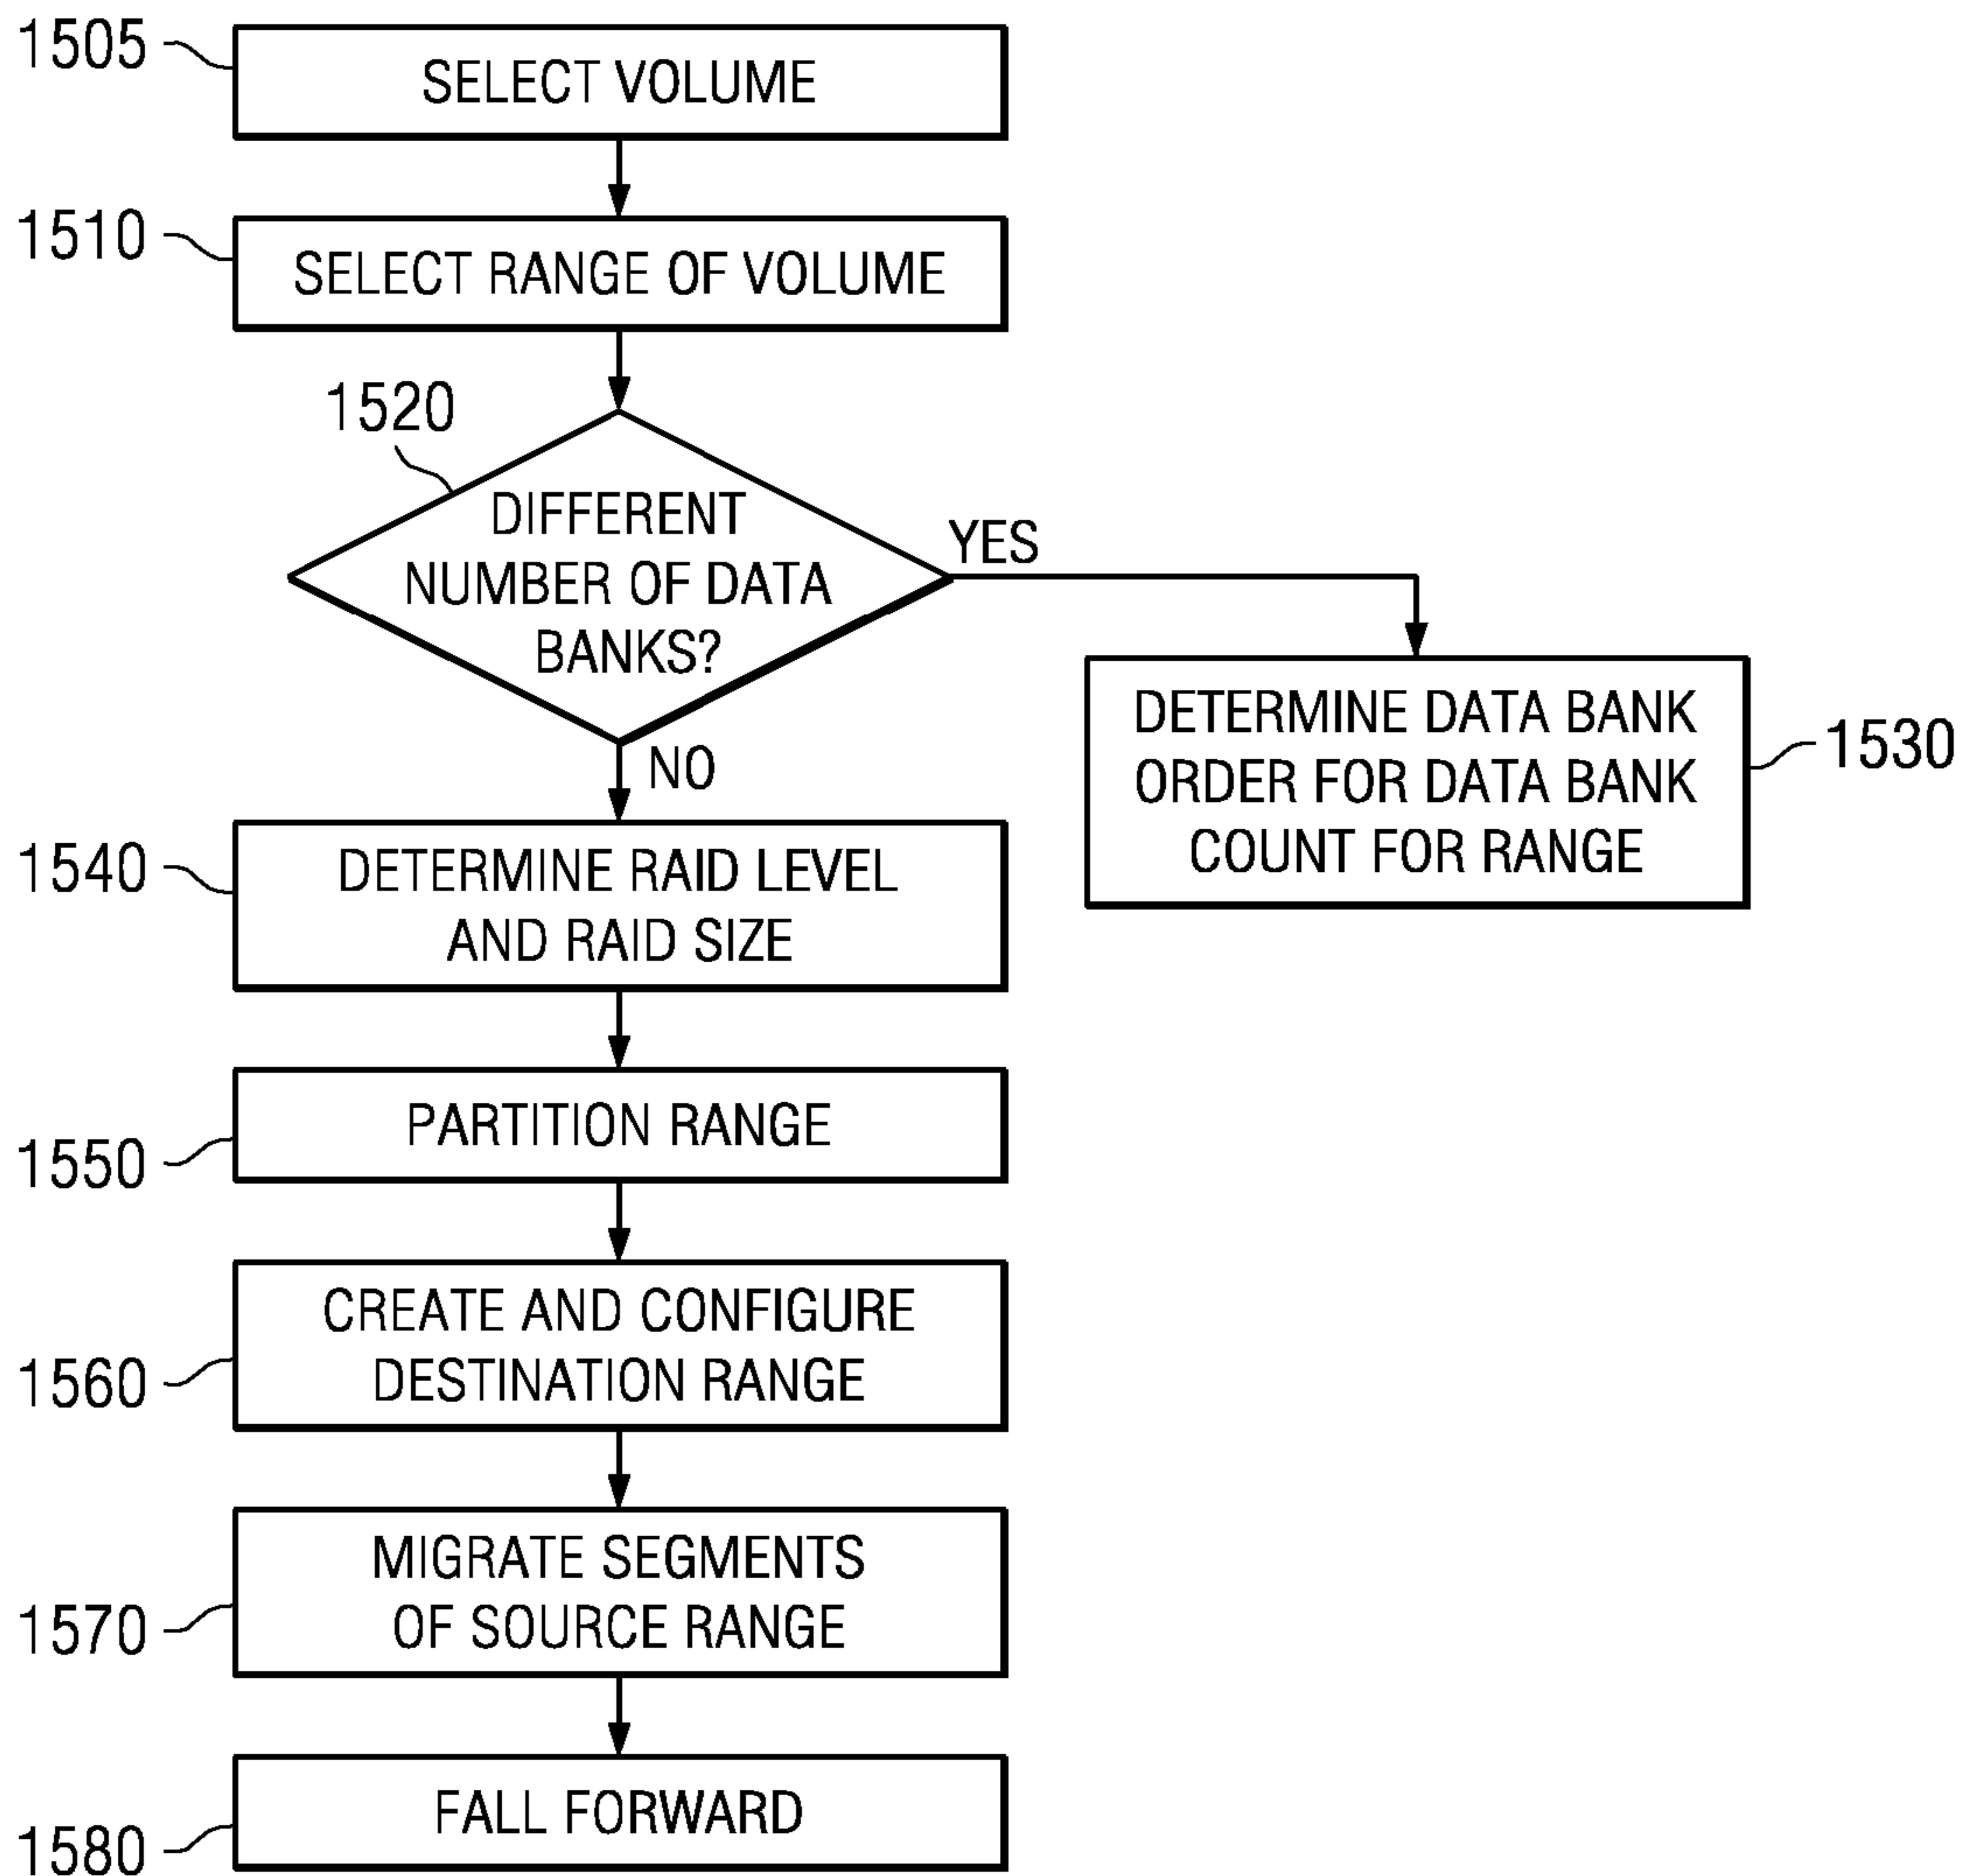 1505
SELECT VOLUME
1510
SELECT RANGE OF VOLUME
1520
DIFFERENT
NUMBER OF DATA
BANKS?
YES
NO
DETERMINE DATA BANK
ORDER FOR DATA BANK
COUNT FOR RANGE
1530
1540
DETERMINE RAID LEVEL
AND RAID SIZE
1550
PARTITION RANGE
1560
CREATE AND CONFIGURE
DESTINATION RANGE
1570
MIGRATE SEGMENTS
OF SOURCE RANGE
1580
FALL FORWARD